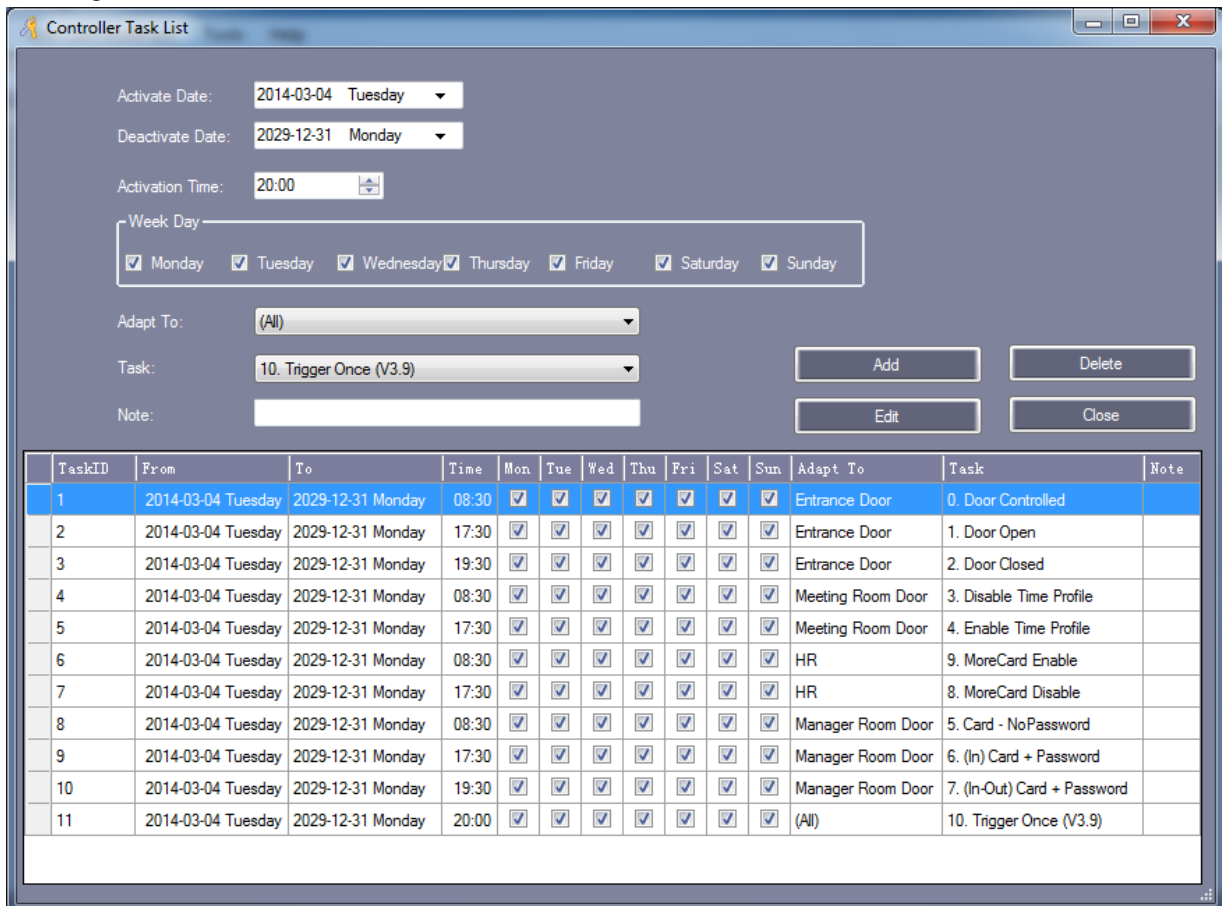 Controller Task List
Activate Date: 2014-03-04 Tuesday
Deactivate Date: 2029-12-31 Monday
Activation Time: 20:00
Week Day
Monday Tuesday Wednesday Thursday Friday Saturday Sunday
Adapt To: (All)
Task: 10. Trigger Once (V3.9) Add Delete
Note: Edit Close
TaskID From To Time Mon Tue Wed Thu Fri Sat Sun Adapt To Task Note
1 2014-03-04 Tuesday 2029-12-31 Monday 08:30 Entrance Door 0. Door Controlled
2 2014-03-04 Tuesday 2029-12-31 Monday 17:30 Entrance Door 1. Door Open
3 2014-03-04 Tuesday 2029-12-31 Monday 19:30 Entrance Door 2. Door Closed
4 2014-03-04 Tuesday 2029-12-31 Monday 08:30 Meeting Room Door 3. Disable Time Profile
5 2014-03-04 Tuesday 2029-12-31 Monday 17:30 Meeting Room Door 4. Enable Time Profile
6 2014-03-04 Tuesday 2029-12-31 Monday 08:30 HR 9. MoreCard Enable
7 2014-03-04 Tuesday 2029-12-31 Monday 17:30 HR 8. MoreCard Disable
8 2014-03-04 Tuesday 2029-12-31 Monday 08:30 Manager Room Door 5. Card - NoPassword
9 2014-03-04 Tuesday 2029-12-31 Monday 17:30 Manager Room Door 6. (In) Card + Password
10 2014-03-04 Tuesday 2029-12-31 Monday 19:30 Manager Room Door 7. (In-Out) Card + Password
11 2014-03-04 Tuesday 2029-12-31 Monday 20:00 (All) 10. Trigger Once (V3.9)